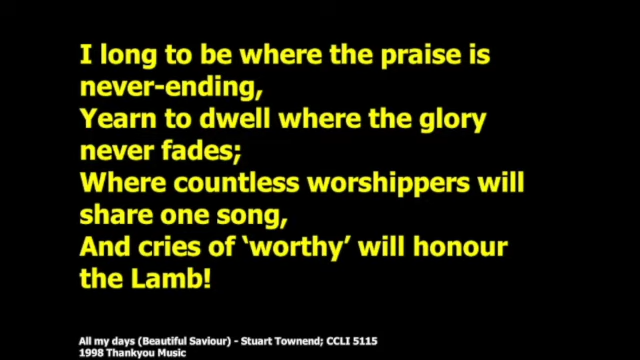 I long to be where the praise is
never-ending,
Yearn to dwell where the glory
never fades;
Where countless worshippers will
share one song,
And cries of ‘worthy’ will honour
the Lamb!
All my days (Beautiful Saviour) - Stuart Townend; CCLI 5115
1998 Thankyou Music